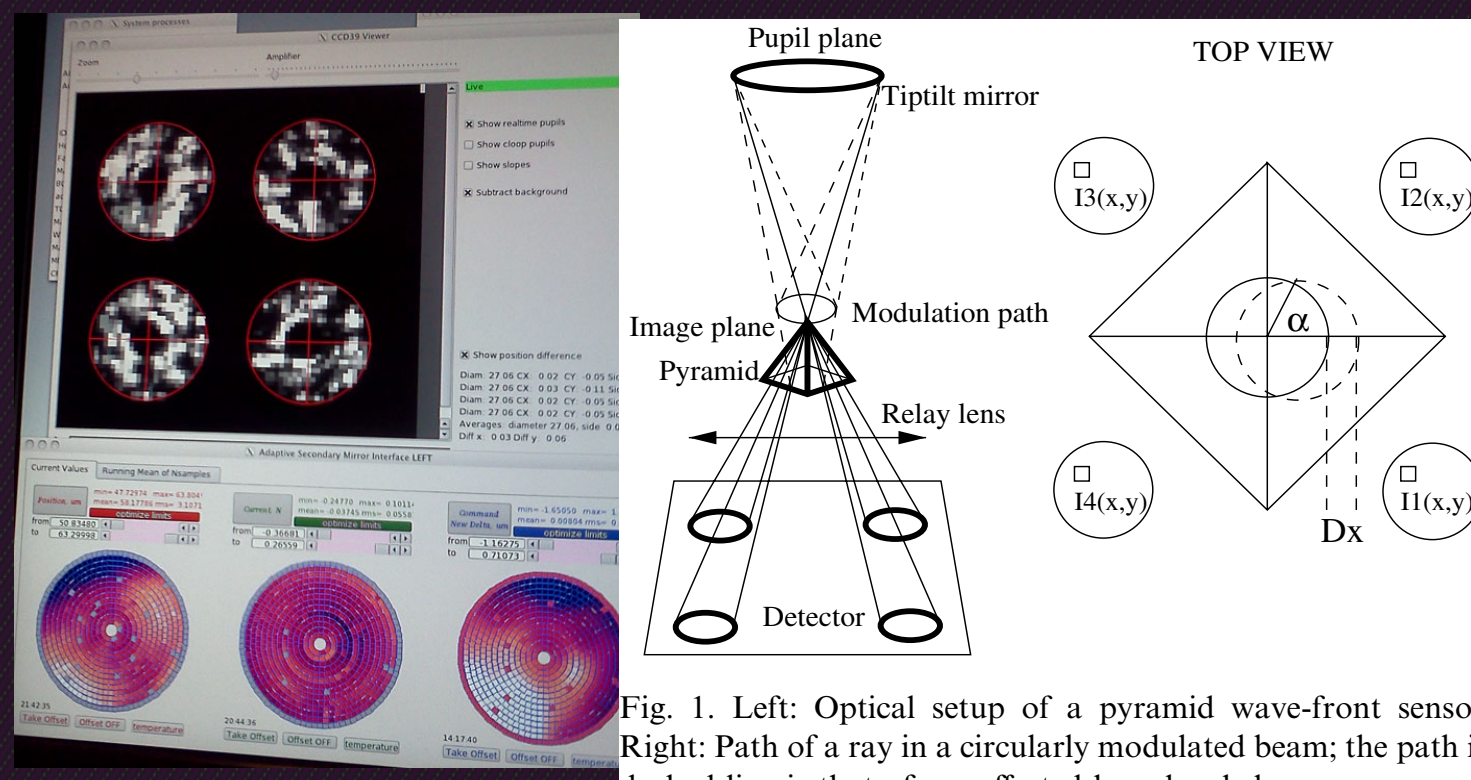 System processes
CCD39 Viewer
Zoom
Amplifier
Live
Show realtime pupils
Show cloop pupils
Show slopes
Subtract background
Show position difference
Diam: 27.06 CX: 0.02 CY: -0.05
Diam: 27.06 CX: 0.03 CY: -0.11
Diam: 27.06 CX: 0.02 CY: -0.05
Diam: 27.06 CX: 0.02 CY: -0.05
Averages: diameter 27.06, side 0.0
Diff x: 0.03 Diff y: 0.06
Adaptive Secondary Mirror Interface LEFT
Current Values
Running Mean of Nsamples
Position, um
min= 47.72974 max= 63.804
mean= 58.17786 rms= 3.1071
optimize limits
from 50.83480
to 63.29998
Current, N
min= -0.24770 max= 0.1011
mean= -0.03745 rms= 0.0558
optimize limits
from -0.36681
to 0.26559
Command
New Delta, um
min= -1.65050 max= 1
mean= 0.00804 rms= 0
optimize limits
from -1.16275
to 0.71073
21:42:35
Take Offset
Offset OFF
temperature
20:44:36
Take Offset
Offset OFF
temperature
14:17:40
Take Offset
Offset OFF
Pupil plane
Tiptilt mirror
Modulation path
Image plane
Pyramid
Relay lens
Detector
TOP VIEW
I3(x,y)
I2(x,y)
α
I4(x,y)
I1(x,y)
Dx
Fig. 1. Left: Optical setup of a pyramid wave-front senso
Right: Path of a ray in a circularly modulated beam; the path i